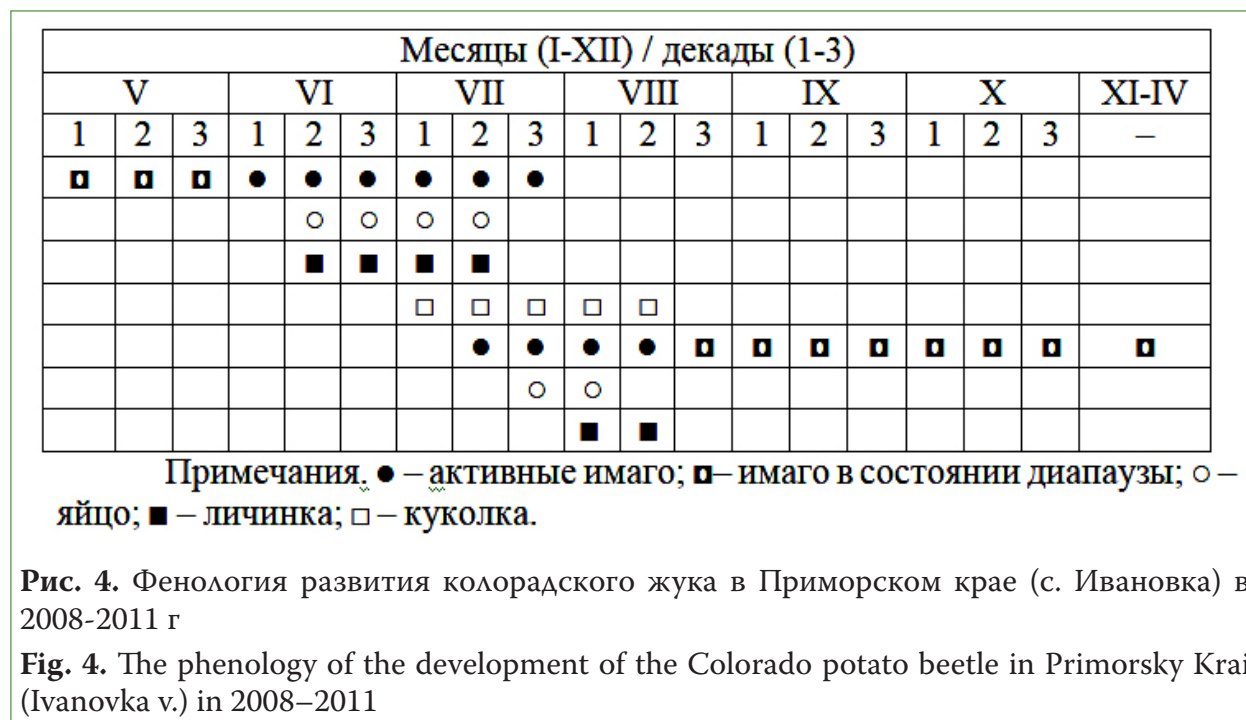 Месяцы (I-XII) / декады (1-3)
V VI VII VIII IX X XI-IV
1 2 3 1 2 3 1 2 3 1 2 3 1 2 3 1 2 3 –
Примечания. ● – активные имаго; ◘– имаго в состоянии диапаузы; ○ –
яйцо; ■ – личинка; □ – куколка.
Рис. 4. Фенология развития колорадского жука в Приморском крае (с. Ивановка) в
2008-2011 г
Fig. 4. The phenology of the development of the Colorado potato beetle in Primorsky Krai
(Ivanovka v.) in 2008–2011